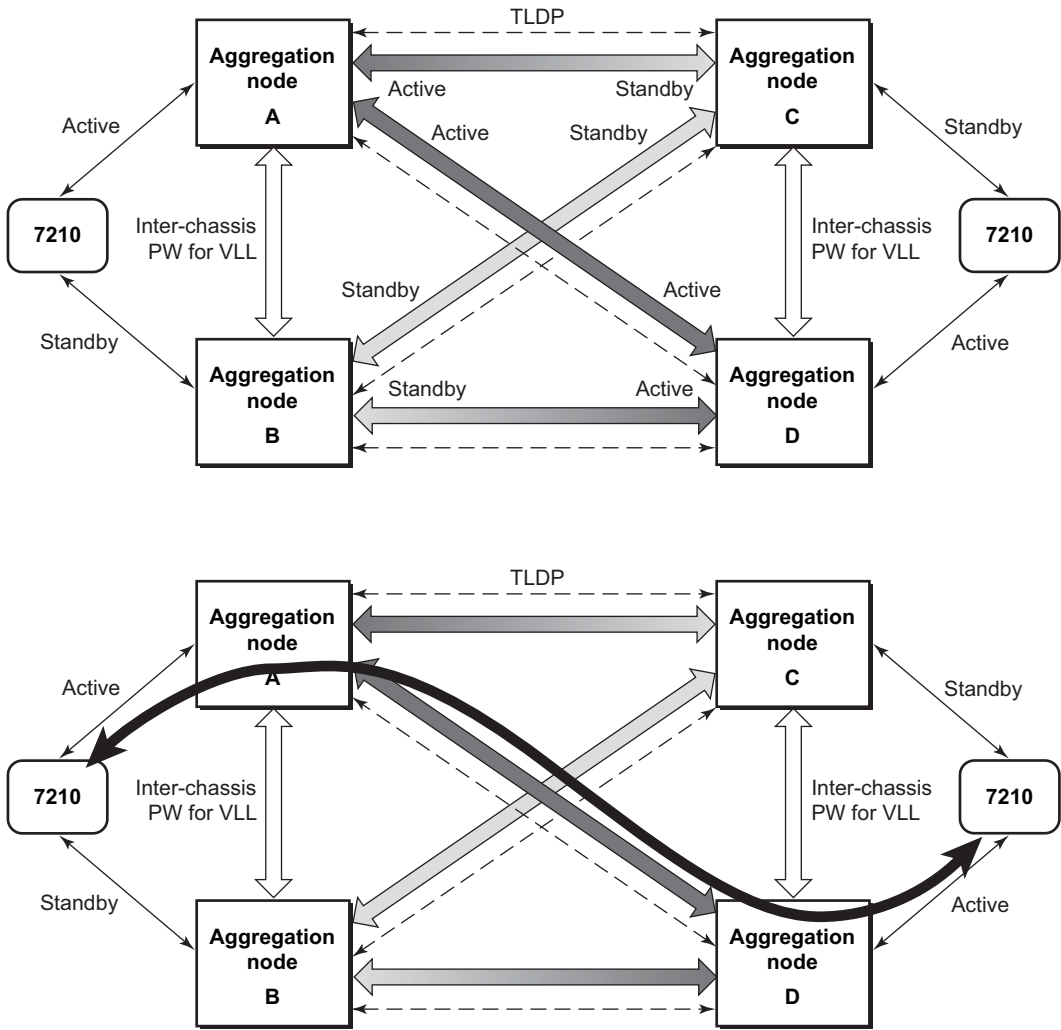 TLDP
Aggregation
node
A
Aggregation
node
C
Active
Standby
Active
Standby
Active
Standby
7210
Inter-chassis
PW for VLL
Inter-chassis
PW for VLL
7210
Standby
Active
Standby
Active
Standby
Active
Aggregation
node
B
Aggregation
node
D
TLDP
Aggregation
node
A
Aggregation
node
C
Active
Standby
7210
Inter-chassis
PW for VLL
Inter-chassis
PW for VLL
7210
Standby
Active
Aggregation
node
B
Aggregation
node
D